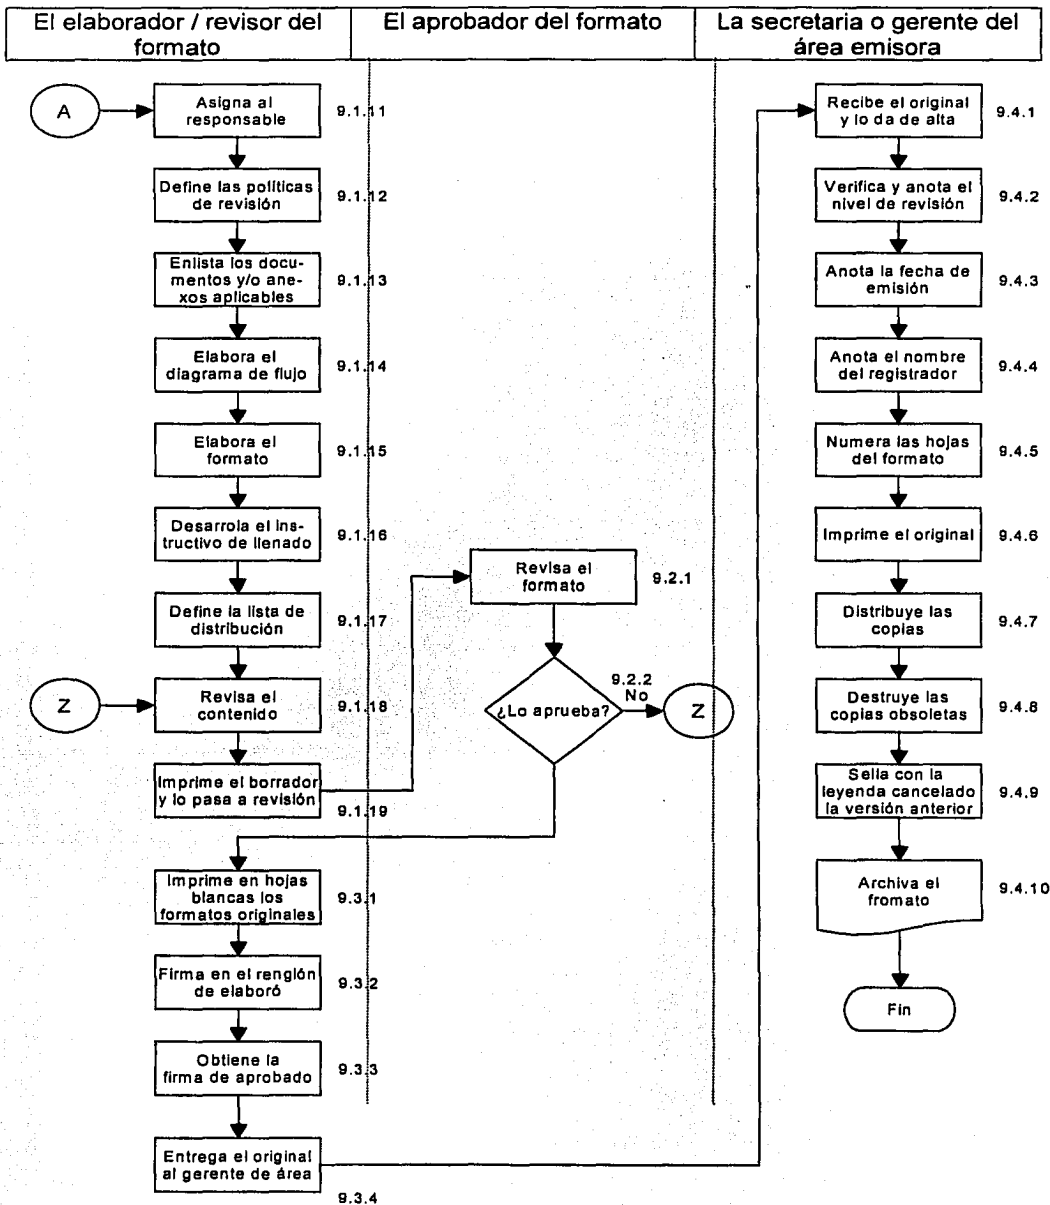 El elaborador / revisor del
formato
El aprobador del formato
La secretaria o gerente del
área emisora
A
Asigna al
responsable
9.1.11
Define las políticas
de revisión
9.1.12
Enlista los docu-
mentos y/o ane-
xos aplicables
9.1.13
Elabora el
diagrama de flujo
9.1.14
Elabora el
formato
9.1.15
Desarrola el ins-
tructivo de llenado
9.1.16
Define la lista de
distribución
9.1.17
Z
Revisa el
contenido
9.1.18
Imprime el borrador
y lo pasa a revisión
9.1.19
Revisa el
formato
9.2.1
¿Lo aprueba?
9.2.2
No
Z
Imprime en hojas
blancas los
formatos originales
9.3.1
Firma en el renglón
de elaboró
9.3.2
Obtiene la
firma de aprobado
9.3.3
Entrega el original
al gerente de área
9.3.4
Recibe el original
y lo da de alta
9.4.1
Verifica y anota el
nivel de revisión
9.4.2
Anota la fecha de
emisión
9.4.3
Anota el nombre
del registrador
9.4.4
Numera las hojas
del formato
9.4.5
Imprime el original
9.4.6
Distribuye las
copias
9.4.7
Destruye las
copias obsoletas
9.4.8
Sella con la
leyenda cancelado
la versión anterior
9.4.9
Archiva el
fromato
9.4.10
Fin